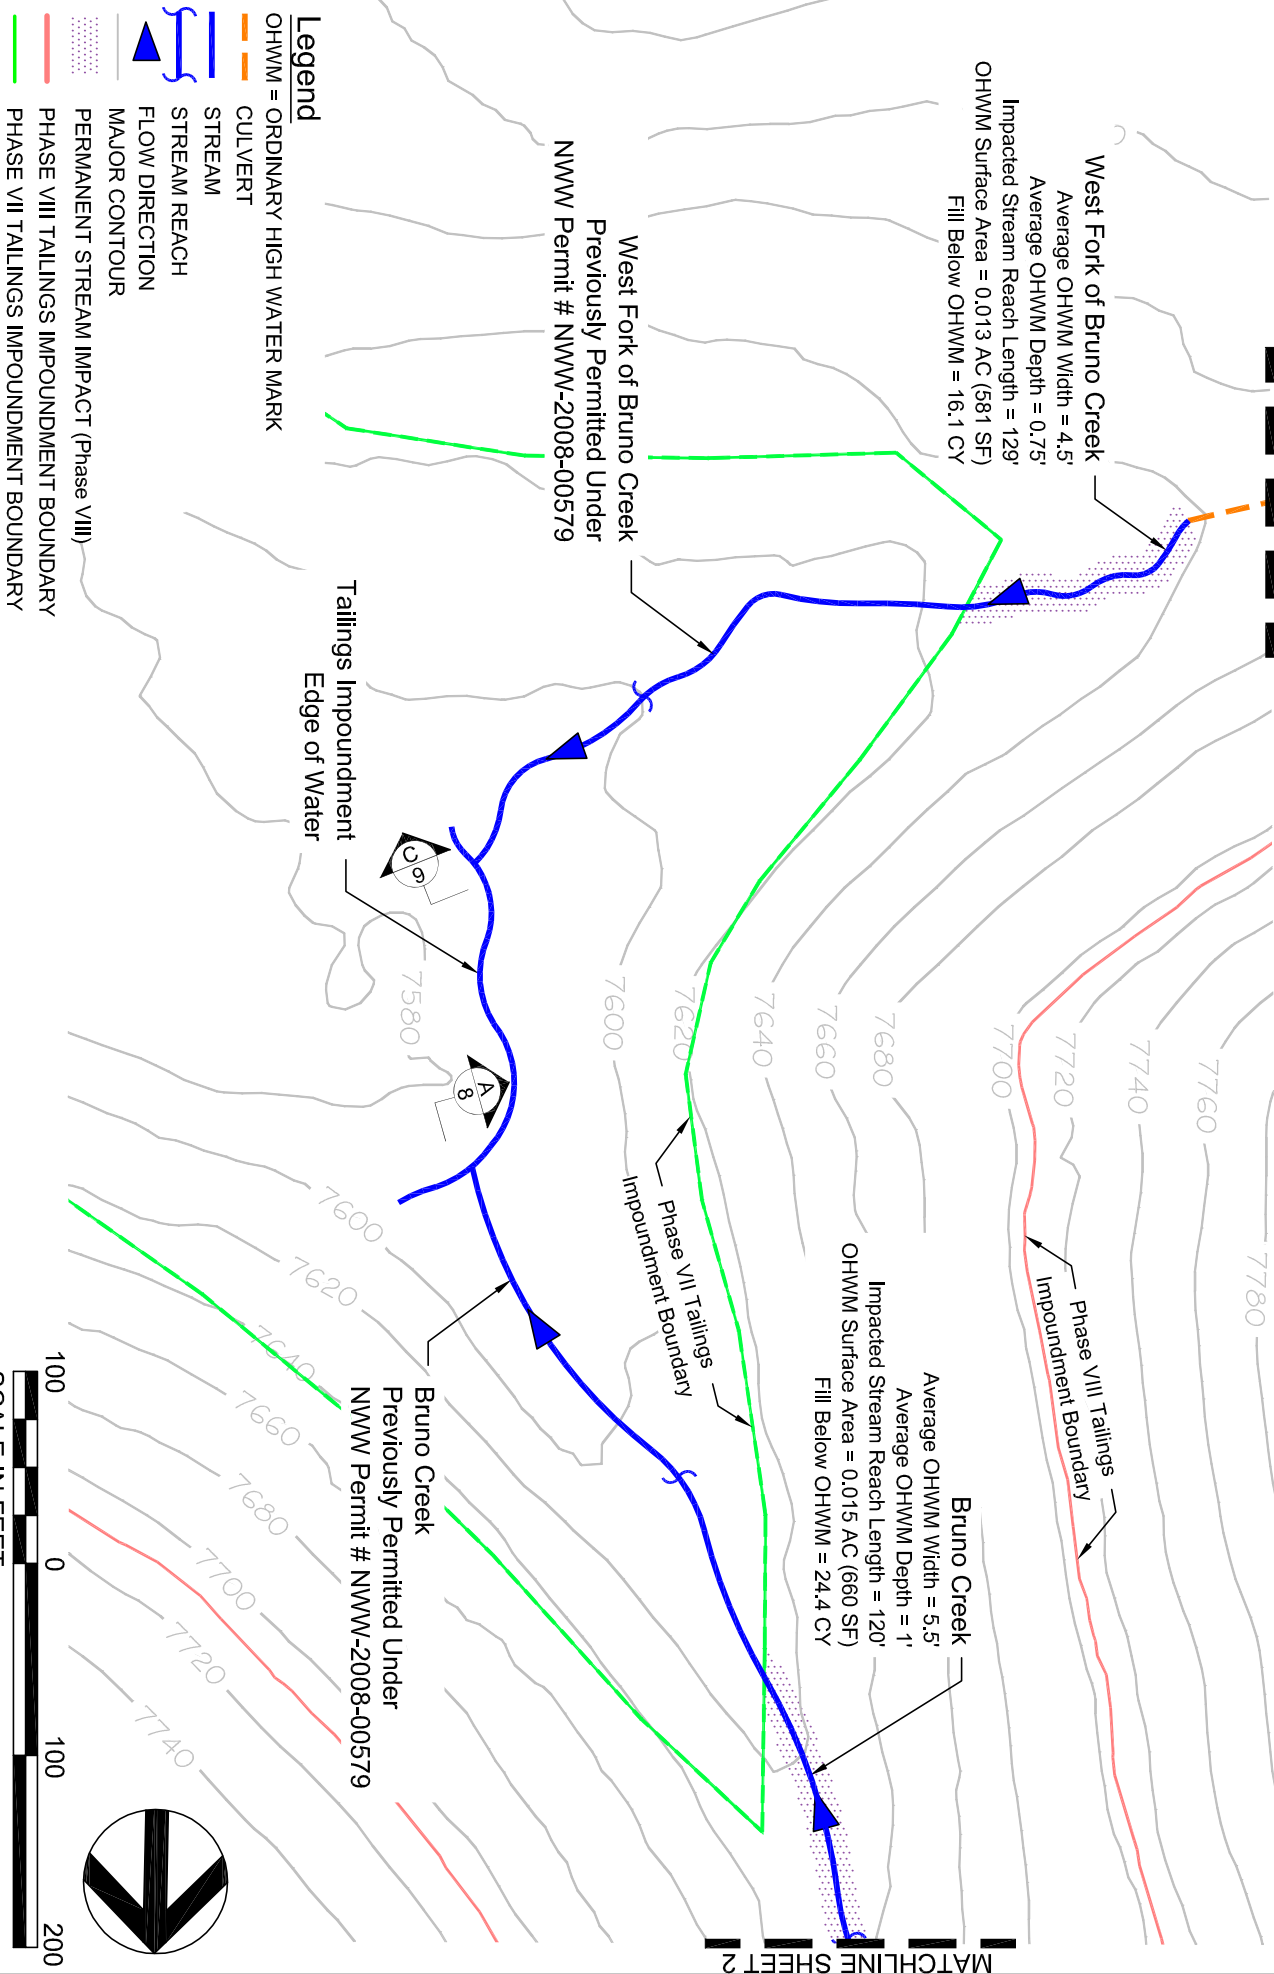 West Fork of Bruno Creek
Average OHWM Width = 4.5'
Average OHWM Depth = 0.75'
Impacted Stream Reach Length = 129'
OHWM Surface Area = 0.013 AC (581 SF)
Fill Below OHWM = 16.1 CY
West Fork of Bruno Creek
Previously Permitted Under
NWW Permit # NWW-2008-00579
Tailings Impoundment
Edge of Water
C
9
A
8
7580
7600
7620
7640
7660
7680
7700
7720
7740
7760
7780
Phase VII Tailings
Impoundment Boundary
Phase VIII Tailings
Impoundment Boundary
Bruno Creek
Average OHWM Width = 5.5'
Average OHWM Depth = 1'
Impacted Stream Reach Length = 120'
OHWM Surface Area = 0.015 AC (660 SF)
Fill Below OHWM = 24.4 CY
Bruno Creek
Previously Permitted Under
NWW Permit # NWW-2008-00579
7600
7620
7640
7660
7680
7700
7720
7740
MATCHLINE SHEET 2
Legend
OHWM = ORDINARY HIGH WATER MARK
CULVERT
STREAM
STREAM REACH
FLOW DIRECTION
MAJOR CONTOUR
PERMANENT STREAM IMPACT (Phase VIII)
PHASE VIII TAILINGS IMPOUNDMENT BOUNDARY
PHASE VII TAILINGS IMPOUNDMENT BOUNDARY
100 0 100 200
SCALE IN FEET